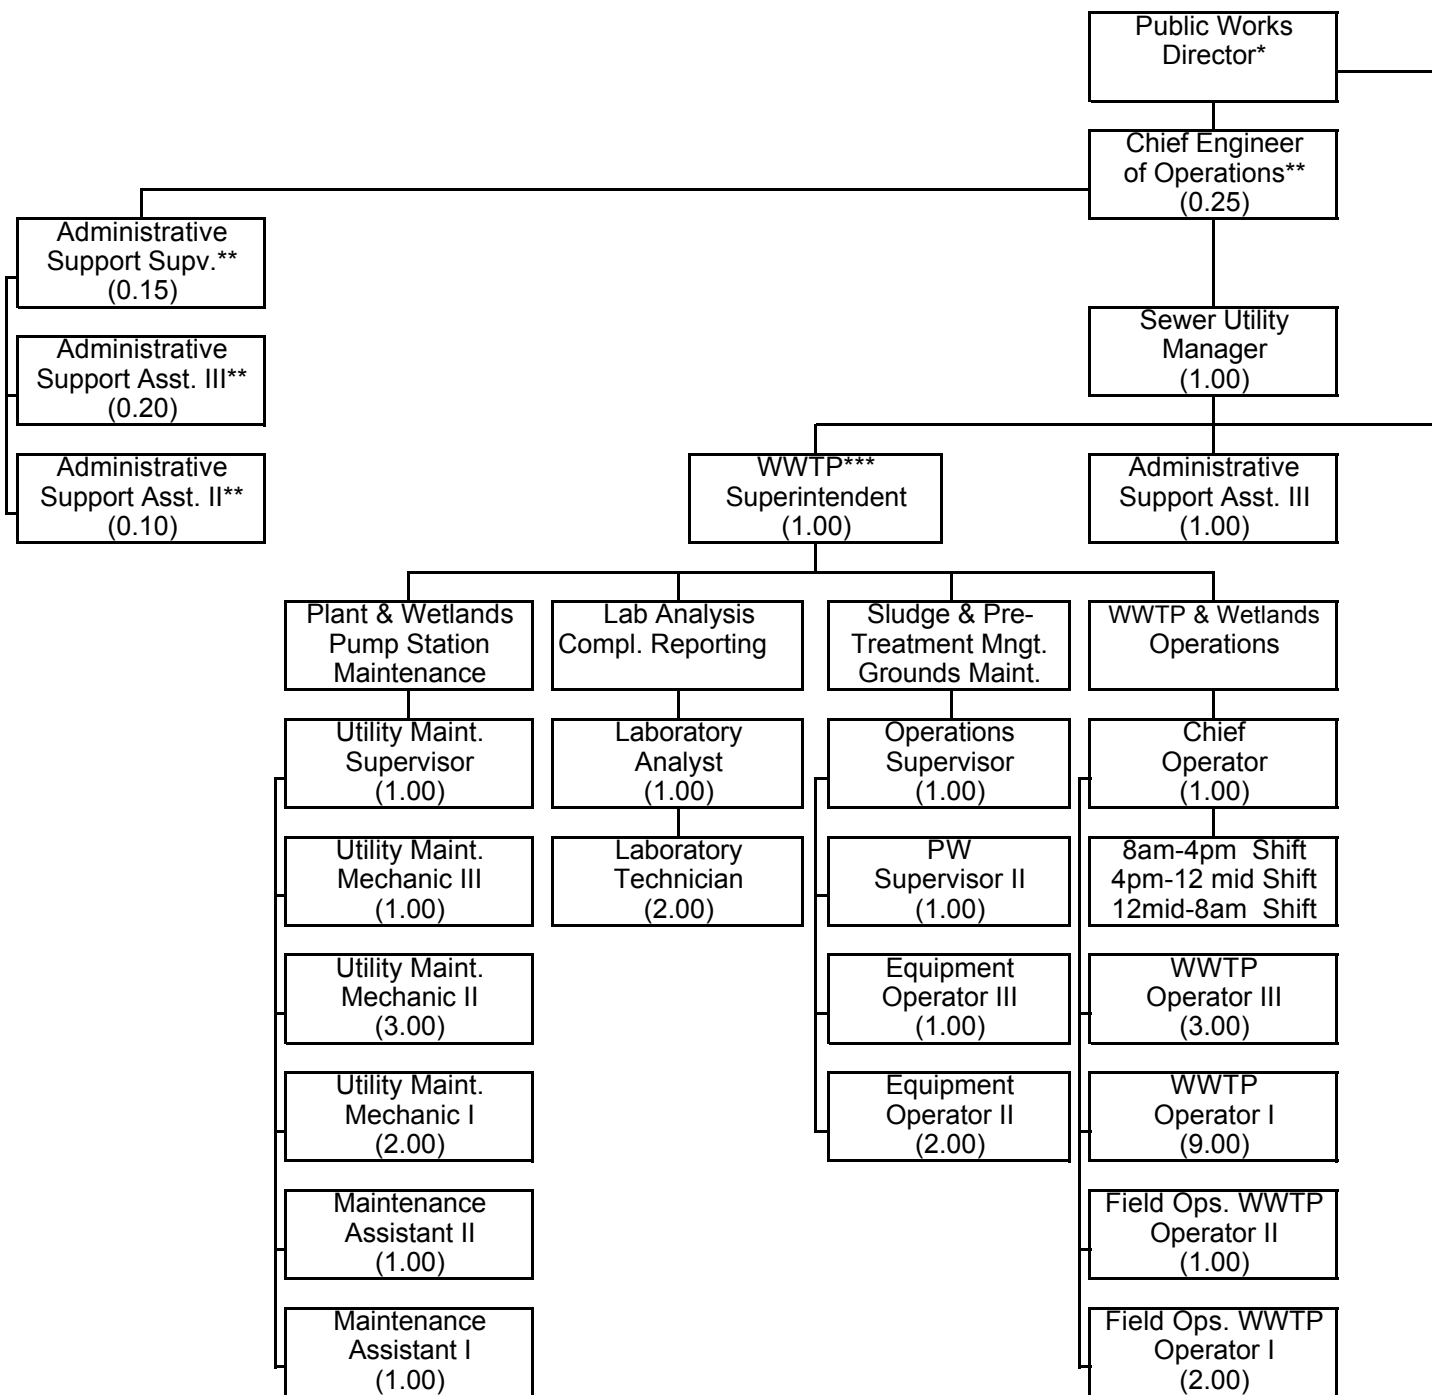 Public Works
Director*
Chief Engineer
of Operations**
(0.25)
Administrative
Support Supv.**
(0.15)
Administrative
Support Asst. III**
(0.20)
Administrative
Support Asst. II**
(0.10)
Sewer Utility
Manager
(1.00)
WWTP***
Superintendent
(1.00)
Administrative
Support Asst. III
(1.00)
Plant & Wetlands
Pump Station
Maintenance
Utility Maint.
Supervisor
(1.00)
Utility Maint.
Mechanic III
(1.00)
Utility Maint.
Mechanic II
(3.00)
Utility Maint.
Mechanic I
(2.00)
Maintenance
Assistant II
(1.00)
Maintenance
Assistant I
(1.00)
Lab Analysis
Compl. Reporting
Laboratory
Analyst
(1.00)
Laboratory
Technician
(2.00)
Sludge & Pre-
Treatment Mngt.
Grounds Maint.
Operations
Supervisor
(1.00)
PW
Supervisor II
(1.00)
Equipment
Operator III
(1.00)
Equipment
Operator II
(2.00)
WWTP & Wetlands
Operations
Chief
Operator
(1.00)
8am-4pm  Shift
4pm-12 mid Shift
12mid-8am  Shift
WWTP
Operator III
(3.00)
WWTP
Operator I
(9.00)
Field Ops. WWTP
Operator II
(1.00)
Field Ops. WWTP
Operator I
(2.00)